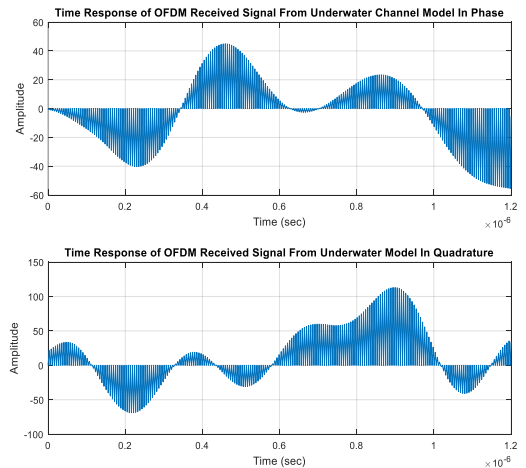 Time Response of OFDM Received Signal From Underwater Channel Model In Phase
60
40
20
0
-20
-40
-60
Amplitude
0 0.2 0.4 0.6 0.8 1 1.2
Time (sec)
×10-6
Time Response of OFDM Received Signal From Underwater Model In Quadrature
150
100
50
0
-50
-100
Amplitude
0 0.2 0.4 0.6 0.8 1 1.2
Time (sec)
×10-6